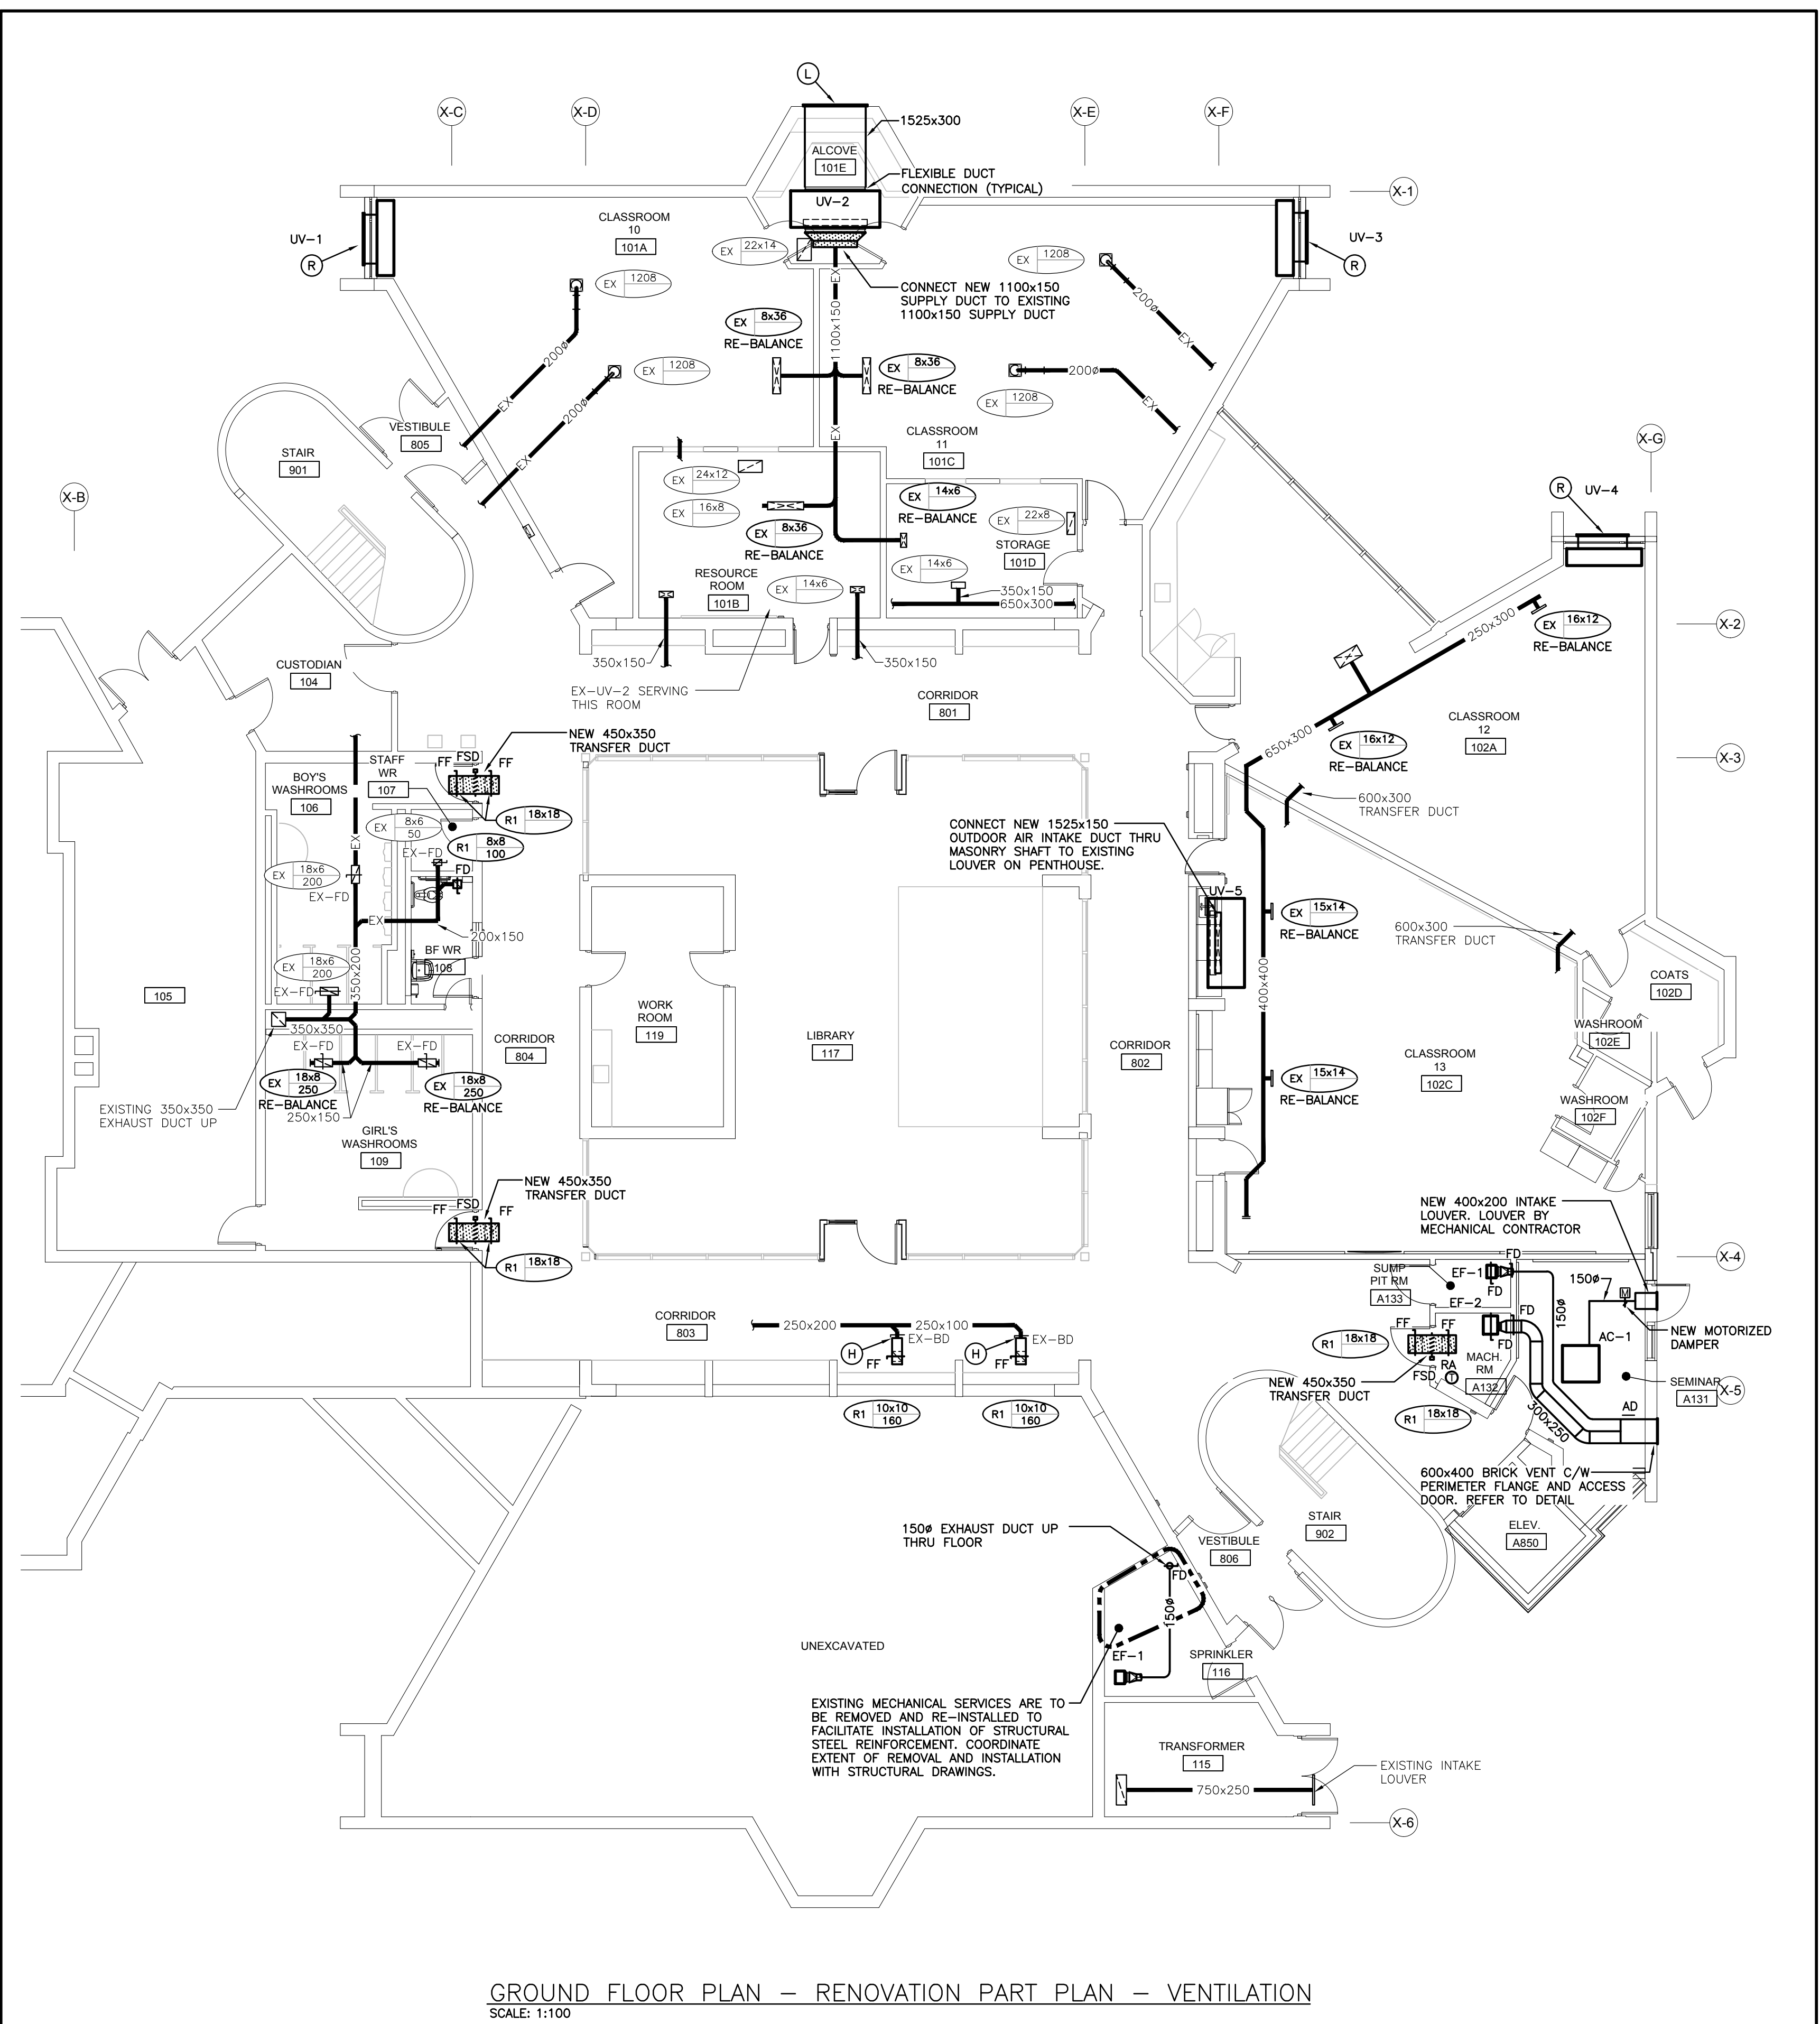 L
X-C
X-D
X-E
X-F
1525x300
ALCOVE
101E
FLEXIBLE DUCT
CONNECTION (TYPICAL)
X-1
UV-2
UV-1
R
CLASSROOM
10
101A
EX 22x14
EX 1208
EX 1208
UV-3
R
CONNECT NEW 1100x150
SUPPLY DUCT TO EXISTING
1100x150 SUPPLY DUCT
EX
1100x150
EX
200ø
EX
200ø
EX
200ø
EX
200ø
EX
EX 8x36
RE-BALANCE
EX 8x36
RE-BALANCE
EX 1208
EX 1208
VESTIBULE
805
STAIR
901
CLASSROOM
11
101C
X-G
X-B
EX 24x12
EX 16x8
EX 8x36
RE-BALANCE
EX 14x6
RE-BALANCE
EX 22x8
STORAGE
101D
R
UV-4
RESOURCE
ROOM
101B
EX 14x6
EX 14x6
350x150
650x300
250x300
EX 16x12
RE-BALANCE
X-2
350x150
350x150
CUSTODIAN
104
EX-UV-2 SERVING
THIS ROOM
CORRIDOR
801
CLASSROOM
12
102A
650x300
EX 16x12
RE-BALANCE
X-3
NEW 450x350
TRANSFER DUCT
FF
FSD
FF
STAFF
WR
107
BOY'S
WASHROOMS
106
R1 18x18
EX 8x6
50
R1 8x8
100
EX
EX-FD
FD
EX 18x6
200
EX-FD
EX
200x150
600x300
TRANSFER DUCT
CONNECT NEW 1525x150
OUTDOOR AIR INTAKE DUCT THRU
MASONRY SHAFT TO EXISTING
LOUVER ON PENTHOUSE.
UV-5
EX 15x14
RE-BALANCE
600x300
TRANSFER DUCT
BF WR
108
EX 18x6
200
350x200
EX-FD
105
350x350
EX-FD
EX-FD
EX 18x8
250
RE-BALANCE
EX 18x8
250
RE-BALANCE
250x150
EXISTING 350x350
EXHAUST DUCT UP
GIRL'S
WASHROOMS
109
CORRIDOR
804
WORK
ROOM
119
LIBRARY
117
CORRIDOR
802
400x400
EX 15x14
RE-BALANCE
CLASSROOM
13
102C
COATS
102D
WASHROOM
102E
WASHROOM
102F
NEW 450x350
TRANSFER DUCT
FF
FSD
FF
R1 18x18
NEW 400x200 INTAKE
LOUVER. LOUVER BY
MECHANICAL CONTRACTOR
X-4
SUMP
PIT RM
A133
EF-1
FD
FD
EF-2
FD
FD
150ø
150ø
M
AC-1
NEW MOTORIZED
DAMPER
CORRIDOR
803
250x200
250x100
H
EX-BD
FF
H
EX-BD
FF
R1 10x10
160
R1 10x10
160
R1 18x18
FF
FF
FSD
RA
T
MACH.
RM
A132
NEW 450x350
TRANSFER DUCT
R1 18x18
SEMINAR
A131
X-5
AD
300x250
600x400 BRICK VENT C/W
PERIMETER FLANGE AND ACCESS
DOOR. REFER TO DETAIL
ELEV.
A850
STAIR
902
150ø EXHAUST DUCT UP
THRU FLOOR
VESTIBULE
806
FD
150ø
UNEXCAVATED
EF-1
SPRINKLER
116
EXISTING MECHANICAL SERVICES ARE TO
BE REMOVED AND RE-INSTALLED TO
FACILITATE INSTALLATION OF STRUCTURAL
STEEL REINFORCEMENT. COORDINATE
EXTENT OF REMOVAL AND INSTALLATION
WITH STRUCTURAL DRAWINGS.
TRANSFORMER
115
750x250
EXISTING INTAKE
LOUVER
X-6
GROUND FLOOR PLAN - RENOVATION PART PLAN - VENTILATION
SCALE: 1:100